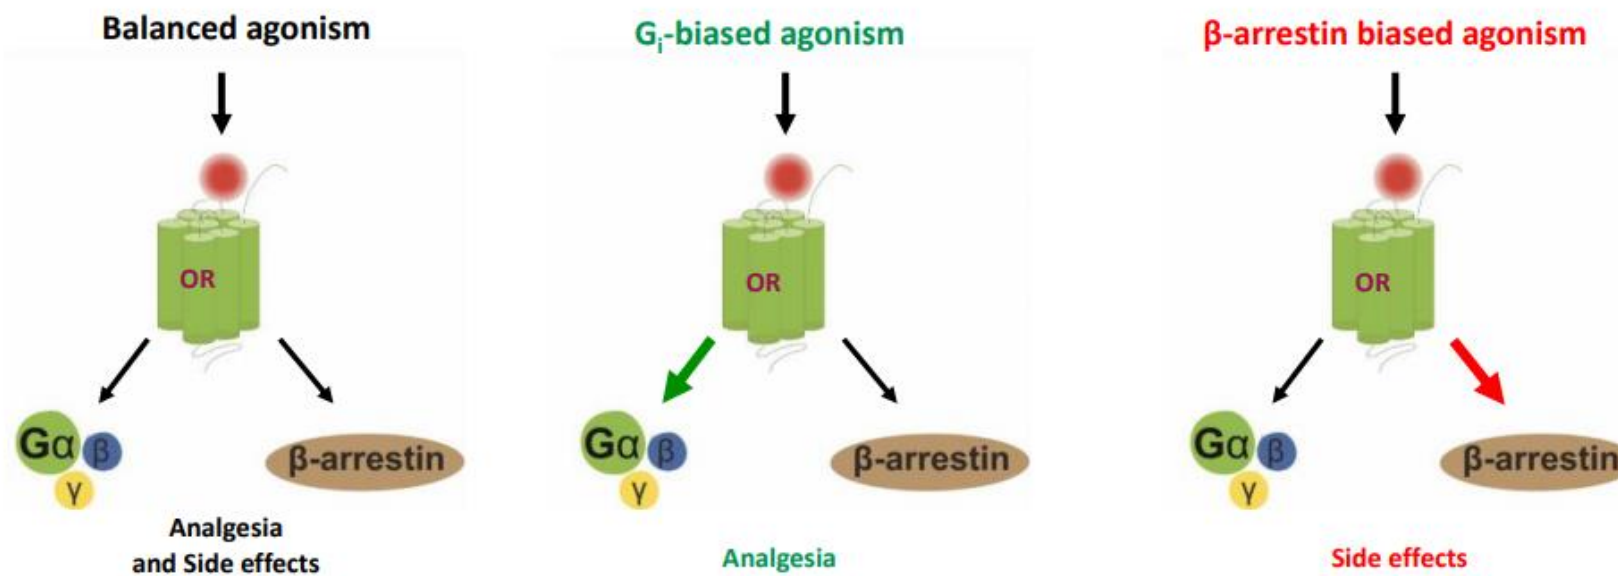 Balanced agonism
Gᵢ-biased agonism
β-arrestin biased agonism
OR
OR
OR
Gα β
γ
β-arrestin
Gα β
γ
β-arrestin
Gα β
γ
β-arrestin
Analgesia
and Side effects
Analgesia
Side effects